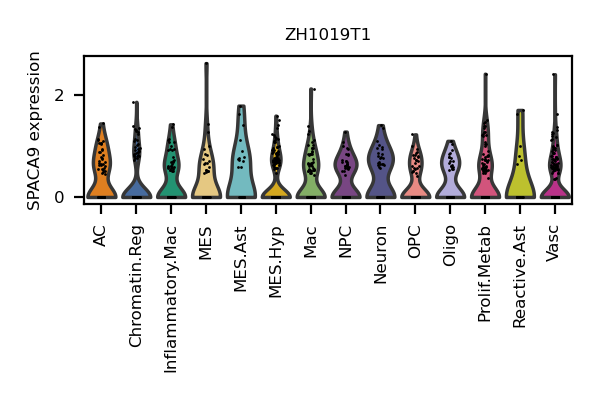 ZH1019T1
SPACA9 expression
2
0
AC
Chromatin.Reg
Inflammatory.Mac
MES
MES.Ast
MES.Hyp
Mac
NPC
Neuron
OPC
Oligo
Prolif.Metab
Reactive.Ast
Vasc